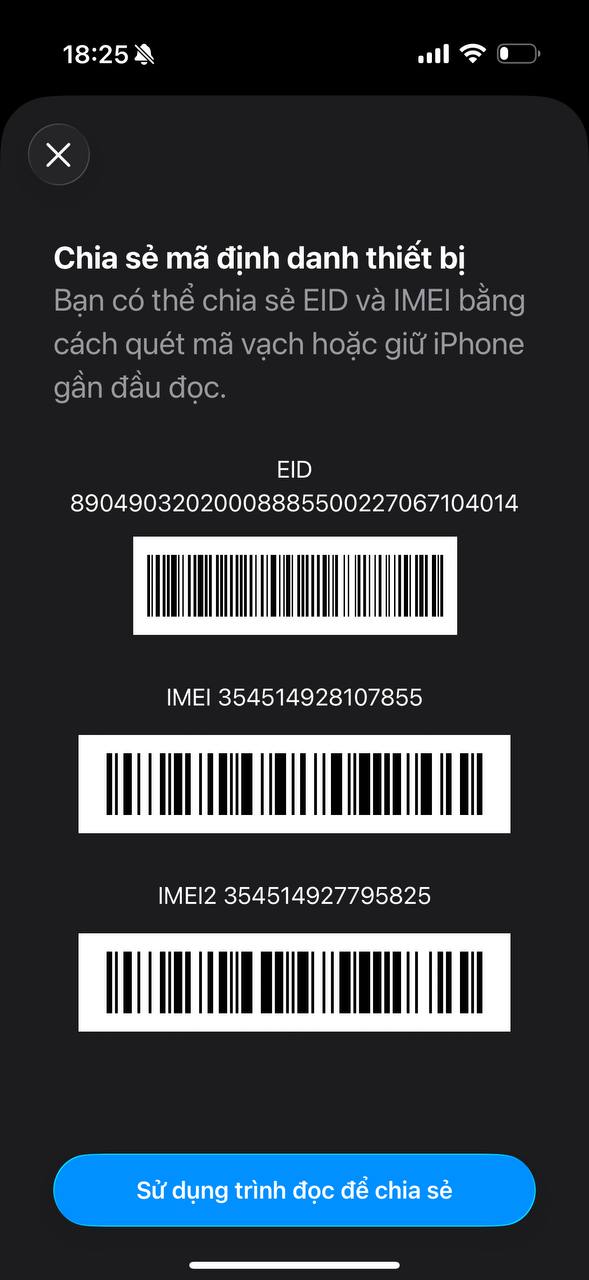 18:25
Chia sẻ mã định danh thiết bị
Bạn có thể chia sẻ EID và IMEI bằng
cách quét mã vạch hoặc giữ iPhone
gần đầu đọc.
EID
89049032020008885500227067104014
IMEI 354514928107855
IMEI2 354514927795825
Sử dụng trình đọc để chia sẻ